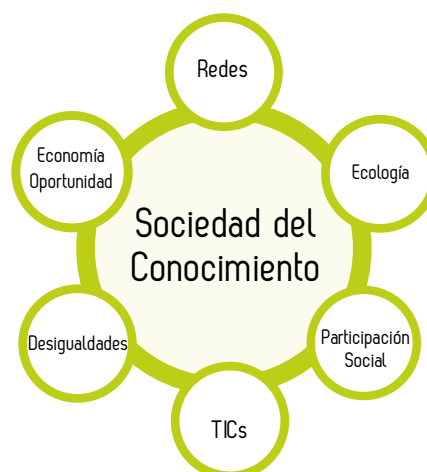 Redes
Economía
Oportunidad
Ecología
Sociedad del
Conocimiento
Desigualdades
Participación
Social
TICs